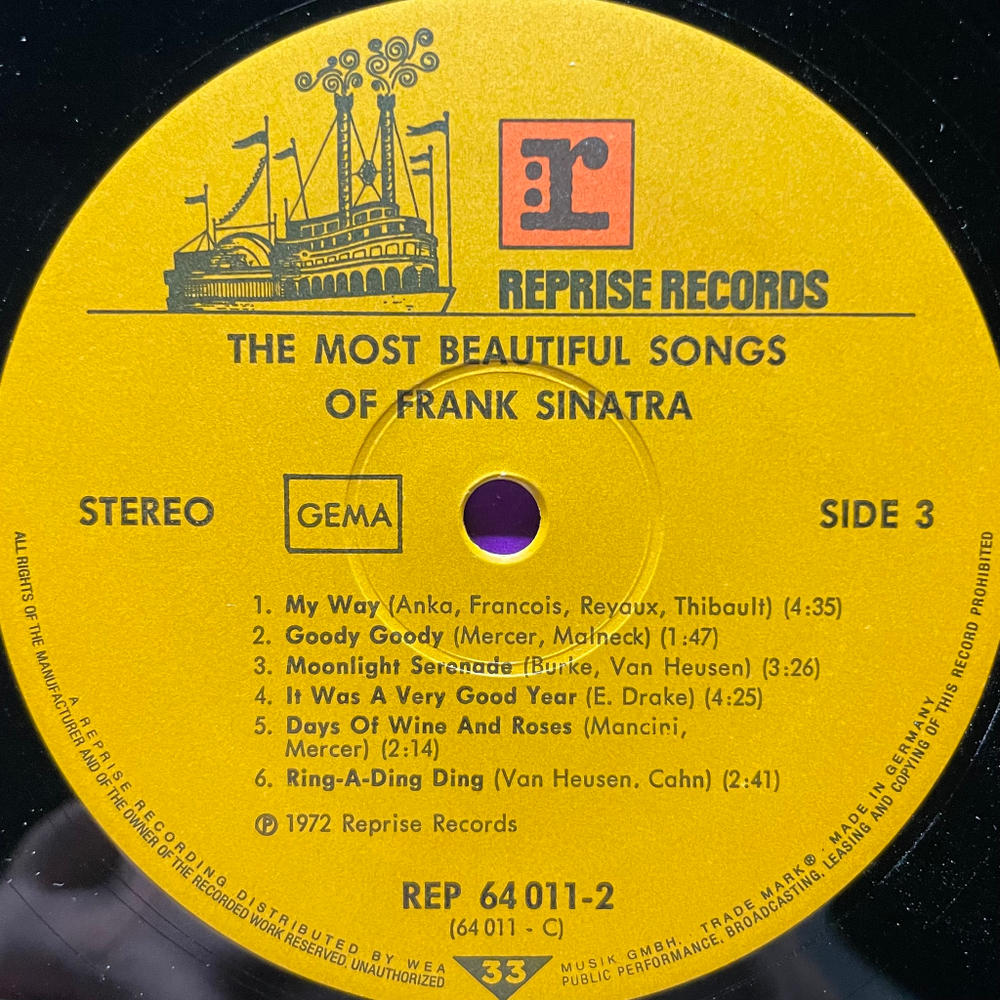 r
REPRISE RECORDS
THE MOST BEAUTIFUL SONGS
OF FRANK SINATRA
STEREO
GEMA
SIDE 3
1. My Way (Anka, Francois, Reyaux, Thibault) (4:35)
2. Goody Goody (Mercer, Malneck) (1:47)
3. Moonlight Serenade (Burke, Van Heusen) (3:26)
4. It Was A Very Good Year (E. Drake) (4:25)
5. Days Of Wine And Roses (Mancini,
Mercer) (2:14)
6. Ring-A-Ding Ding (Van Heusen. Cahn) (2:41)
Ⓟ 1972 Reprise Records
REP 64 011-2
(64 011 - C)
33
A REPRISE RECORDING DISTRIBUTED BY WEA MUSIK GMBH. TRADE MARK® · MADE IN GERMANY
ALL RIGHTS OF THE MANUFACTURER AND OF THE OWNER OF THE RECORDED WORK RESERVED. UNAUTHORIZED PUBLIC PERFORMANCE, BROADCASTING, LEASING AND COPYING OF THIS RECORD PROHIBITED